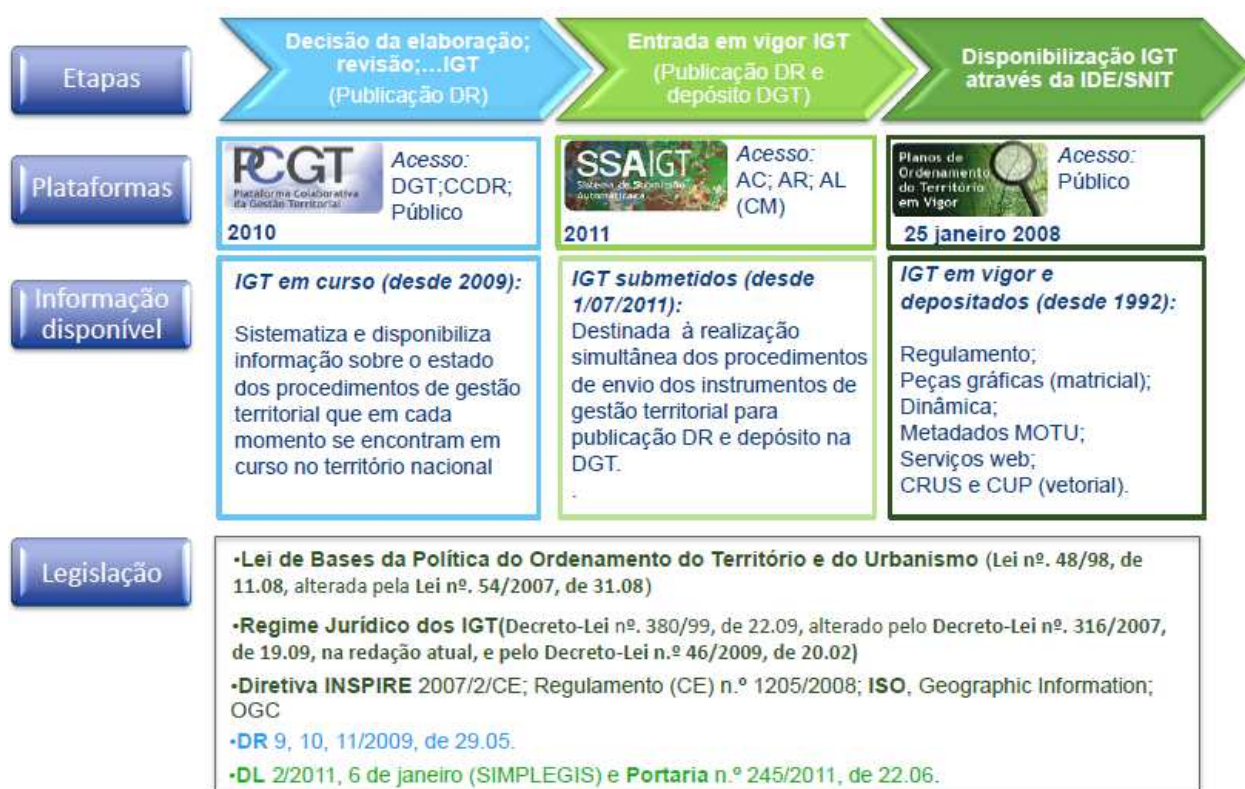 Etapas
Decisão da elaboração;
revisão;...IGT
(Publicação DR)
Entrada em vigor IGT
(Publicação DR e
depósito DGT)
Disponibilização IGT
através da IDE/SNIT
Plataformas
PCGT
Plataforma Colaborativa
da Gestão Territorial
2010
Acesso:
DGT;CCDR;
Público
SSAIGT
Sistema de Submissão
Automática
2011
Acesso:
AC; AR; AL
(CM)
Planos de
Ordenamento
do Território
em Vigor
25 janeiro 2008
Acesso:
Público
Informação
disponível
IGT em curso (desde 2009):
Sistematiza e disponibiliza
informação sobre o estado
dos procedimentos de gestão
territorial que em cada
momento se encontram em
curso no território nacional
IGT submetidos (desde
1/07/2011):
Destinada à realização
simultânea dos procedimentos
de envio dos instrumentos de
gestão territorial para
publicação DR e depósito na
DGT.
.
IGT em vigor e
depositados (desde 1992):
Regulamento;
Peças gráficas (matricial);
Dinâmica;
Metadados MOTU;
Serviços web;
CRUS e CUP (vetorial).
Legislação
•Lei de Bases da Política do Ordenamento do Território e do Urbanismo (Lei nº. 48/98, de
11.08, alterada pela Lei nº. 54/2007, de 31.08)
•Regime Jurídico dos IGT(Decreto-Lei nº. 380/99, de 22.09, alterado pelo Decreto-Lei nº. 316/2007,
de 19.09, na redação atual, e pelo Decreto-Lei n.º 46/2009, de 20.02)
•Diretiva INSPIRE 2007/2/CE; Regulamento (CE) n.º 1205/2008; ISO, Geographic Information;
OGC
•DR 9, 10, 11/2009, de 29.05.
•DL 2/2011, 6 de janeiro (SIMPLEGIS) e Portaria n.º 245/2011, de 22.06.